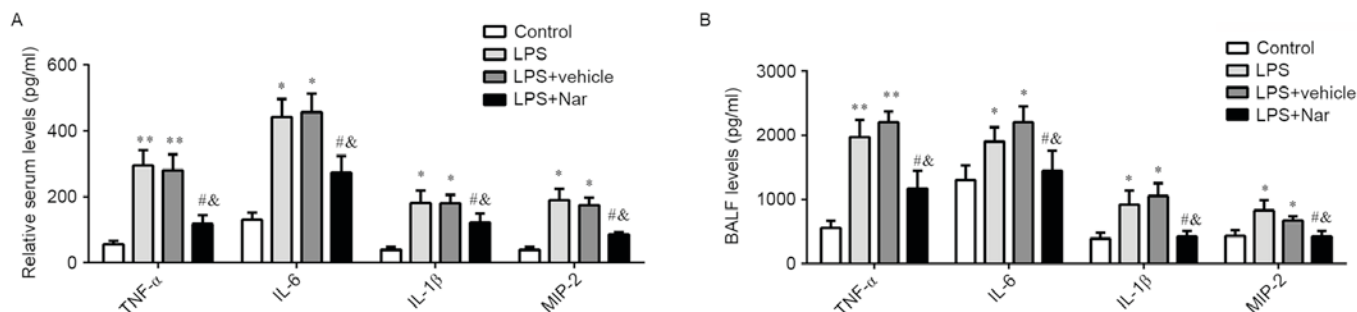 A
Control
LPS
LPS+vehicle
LPS+Nar
Relative serum levels (pg/ml)
600
400
200
0
** ** #&
* * #&
* * #&
* * #&
TNF-α IL-6 IL-1β MIP-2
B
Control
LPS
LPS+vehicle
LPS+Nar
BALF levels (pg/ml)
3000
2000
1000
0
** ** #&
* * #&
* * #&
* * #&
TNF-α IL-6 IL-1β MIP-2